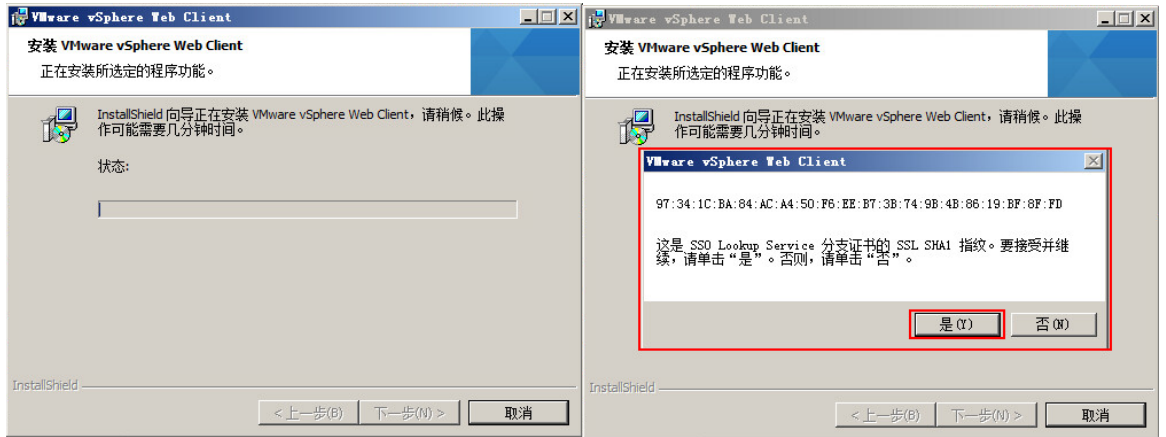 VMware vSphere Web Client
安装 VMware vSphere Web Client
正在安装所选定的程序功能。
InstallShield 向导正在安装 VMware vSphere Web Client，请稍候。此操
作可能需要几分钟时间。
状态:
InstallShield
<上一步(B)
下一步(N) >
取消
VMware vSphere Web Client
安装 VMware vSphere Web Client
正在安装所选定的程序功能。
InstallShield 向导正在安装 VMware vSphere Web Client，请稍候。此操
作可能需要几分钟时间。
VMware vSphere Web Client
97:34:1C:BA:84:AC:A4:50:F6:EE:B7:3B:74:9B:4B:86:19:BF:8F:FD
这是 SSO Lookup Service 分支证书的 SSL SHA1 指纹。要接受并继
续，请单击“是”。否则，请单击“否”。
是(Y)
否(N)
InstallShield
<上一步(B)
下一步(N) >
取消